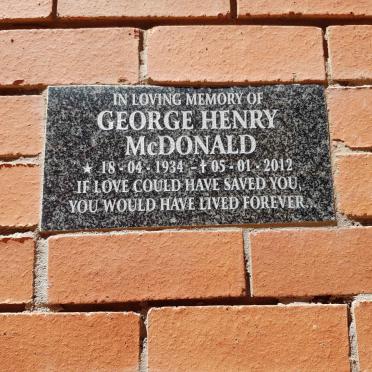 IN LOVING MEMORY OF
GEORGE HENRY
McDONALD
★ 18 - 04 - 1934 - ✝ 05 - 01 - 2012
IF LOVE COULD HAVE SAVED YOU,
YOU WOULD HAVE LIVED FOREVER.